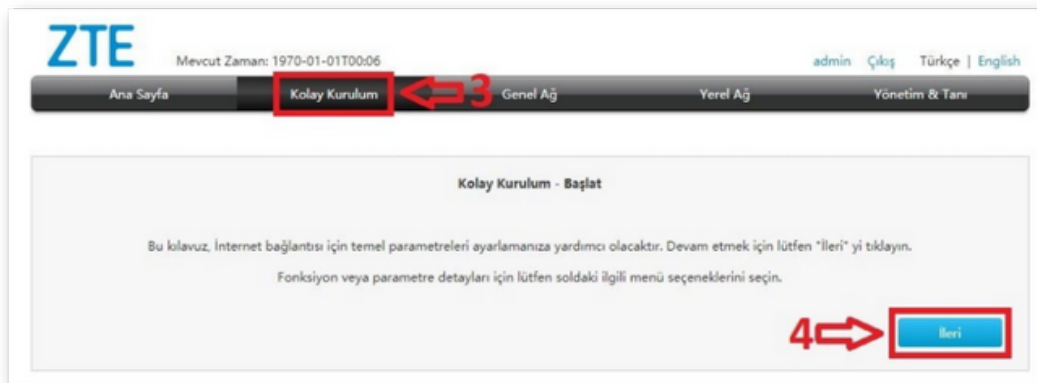 ZTE
Mevcut Zaman: 1970-01-01T00:06 admin Çıkış Türkçe | English
Ana Sayfa Kolay Kurulum 3 Genel Ağ Yerel Ağ Yönetim & Tanı
Kolay Kurulum - Başlat
Bu kılavuz, İnternet bağlantısı için temel parametreleri ayarlamanıza yardımcı olacaktır. Devam etmek için lütfen "İleri" yi tıklayın.
Fonksiyon veya parametre detayları için lütfen soldaki ilgili menü seçeneklerini seçin.
4 İleri